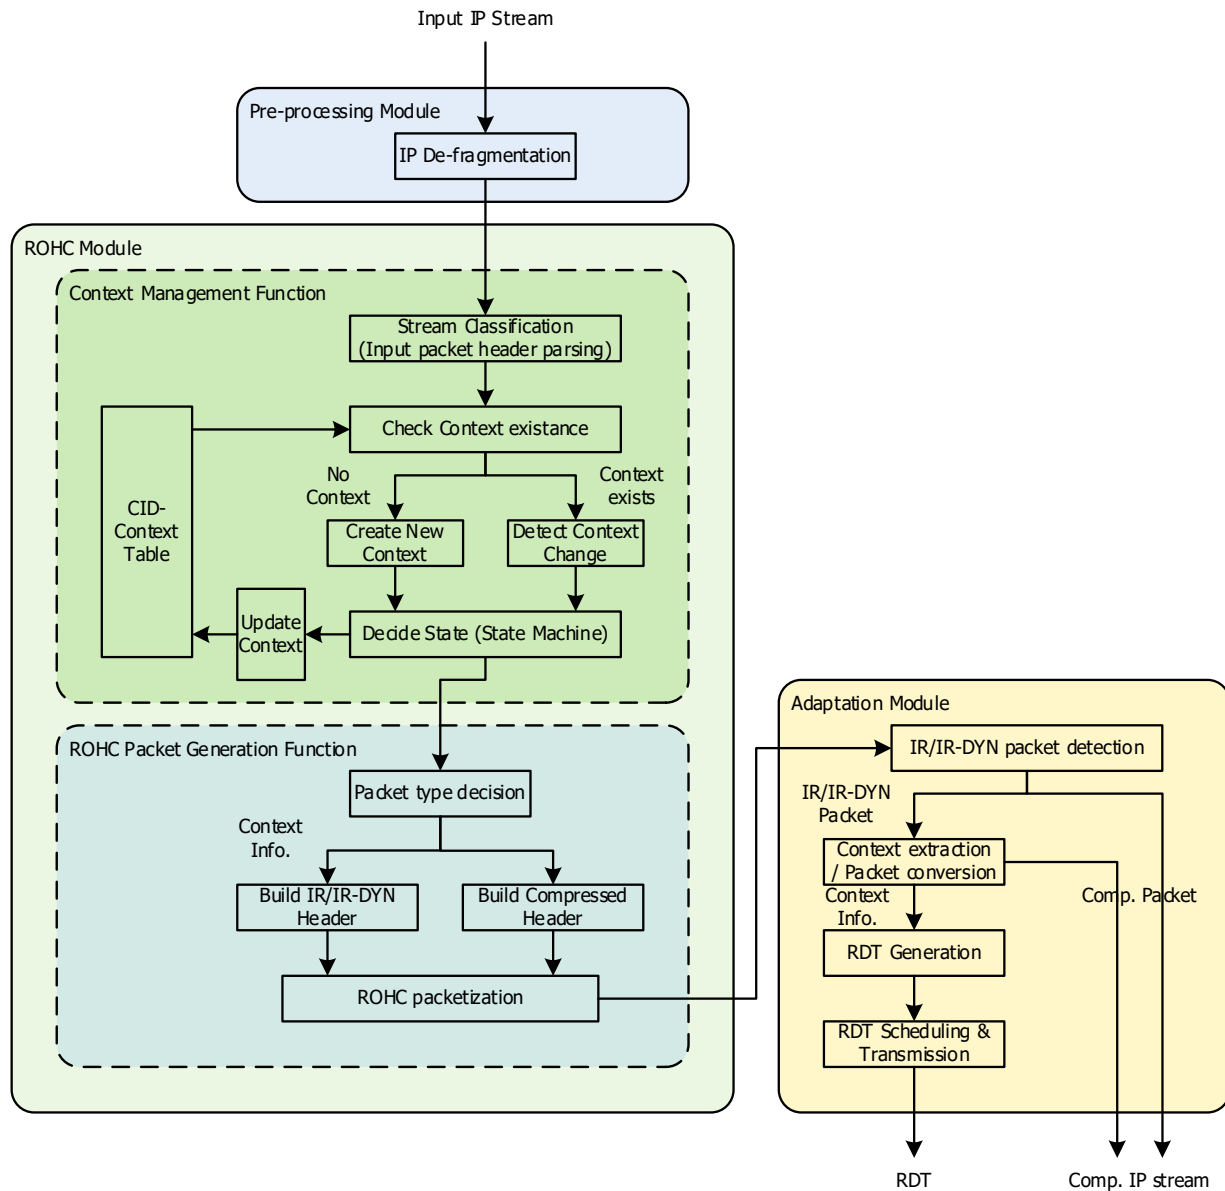 Input IP Stream
Pre-processing Module
IP De-fragmentation
ROHC Module
Context Management Function
Stream Classification
(Input packet header parsing)
Check Context existance
No
Context
Context
exists
CID-
Context
Table
Create New
Context
Detect Context
Change
Update
Context
Decide State (State Machine)
ROHC Packet Generation Function
Packet type decision
Context
Info.
Build IR/IR-DYN
Header
Build Compressed
Header
ROHC packetization
Adaptation Module
IR/IR-DYN packet detection
IR/IR-DYN
Packet
Context extraction
/ Packet conversion
Context
Info.
Comp. Packet
RDT Generation
RDT Scheduling &
Transmission
RDT
Comp. IP stream